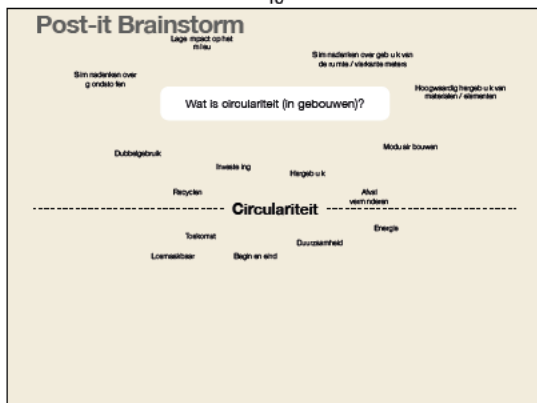 Post-it Brainstorm
Lage impact op het
milieu
Slim nadenken over gebruik van
de ruimte / vierkante meters
Slim nadenken over
grondstoffen
Hoogwaardig hergebruik van
materialen / elementen
Wat is circulariteit (in gebouwen)?
Modulair bouwen
Dubbelgebruik
Investering
Hergebruik
Recyclen
Afval
verminderen
Circulariteit
Energie
Toekomst
Duurzaamheid
Losmaakbaar
Begin en eind